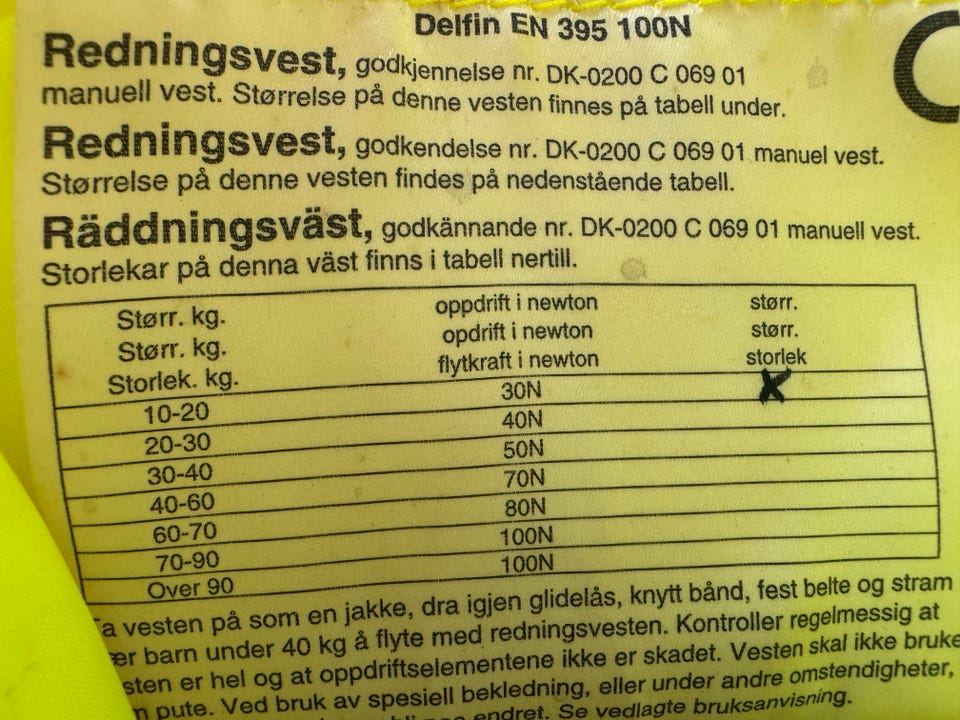 Delfin EN 395 100N
Redningsvest, godkjennelse nr. DK-0200 C 069 01
manuell vest. Størrelse på denne vesten finnes på tabell under.
Redningsvest, godkendelse nr. DK-0200 C 069 01 manuel vest.
Størrelse på denne vesten findes på nedenstående tabell.
Räddningsväst, godkännande nr. DK-0200 C 069 01 manuell vest.
Storlekar på denna väst finns i tabell nertill.
Størr. kg. oppdrift i newton størr.
Størr. kg. opdrift i newton størr.
Storlek. kg. flytkraft i newton storlek
10-20 30N X
20-30 40N
30-40 50N
40-60 70N
60-70 80N
70-90 100N
Over 90 100N
a vesten på som en jakke, dra igjen glidelås, knytt bånd, fest belte og stram
ær barn under 40 kg å flyte med redningsvesten. Kontroller regelmessig at
sten er hel og at oppdriftselementene ikke er skadet. Vesten skal ikke bruke
pute. Ved bruk av spesiell bekledning, eller under andre omstendigheter,
endret. Se vedlagte bruksanvisning.